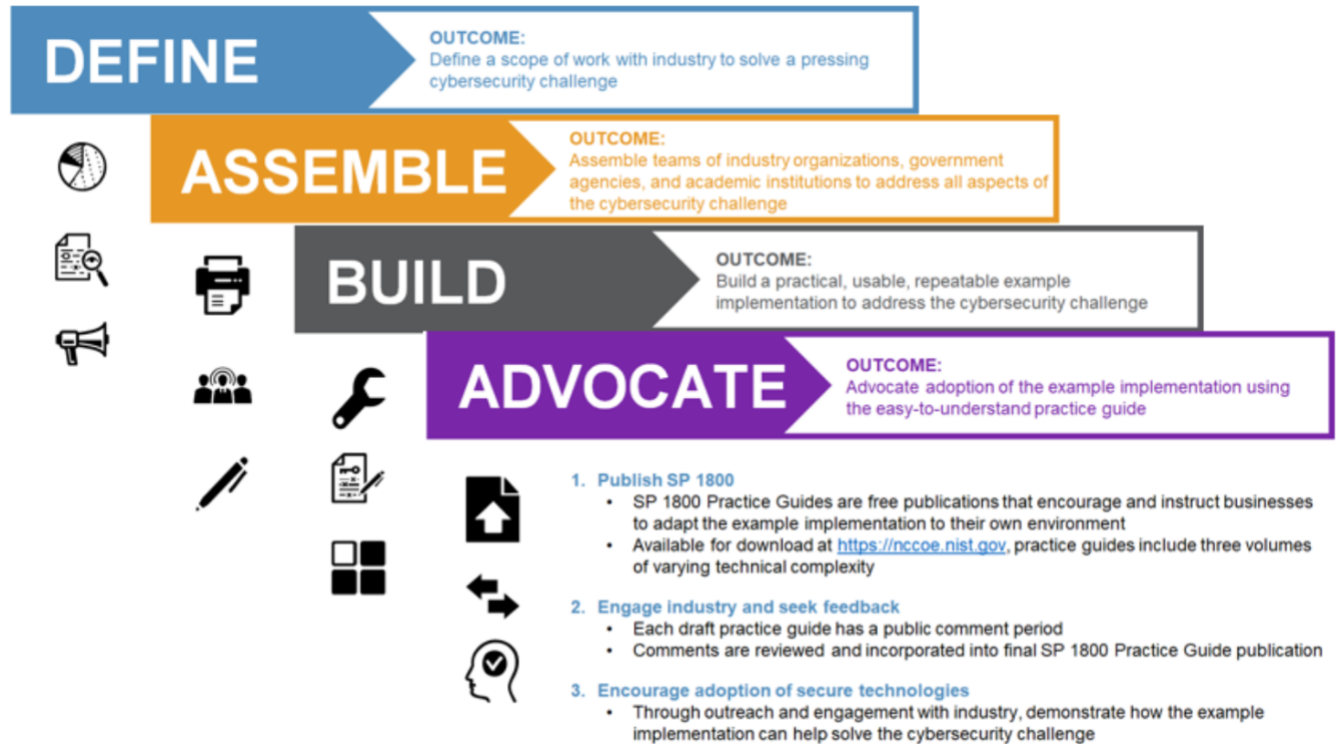 DEFINE
OUTCOME:
Define a scope of work with industry to solve a pressing
cybersecurity challenge
ASSEMBLE
OUTCOME:
Assemble teams of industry organizations, government
agencies, and academic institutions to address all aspects of
the cybersecurity challenge
BUILD
OUTCOME:
Build a practical, usable, repeatable example
implementation to address the cybersecurity challenge
ADVOCATE
OUTCOME:
Advocate adoption of the example implementation using
the easy-to-understand practice guide
1. Publish SP 1800
• SP 1800 Practice Guides are free publications that encourage and instruct businesses
to adapt the example implementation to their own environment
• Available for download at https://nccoe.nist.gov, practice guides include three volumes
of varying technical complexity
2. Engage industry and seek feedback
• Each draft practice guide has a public comment period
• Comments are reviewed and incorporated into final SP 1800 Practice Guide publication
3. Encourage adoption of secure technologies
• Through outreach and engagement with industry, demonstrate how the example
implementation can help solve the cybersecurity challenge